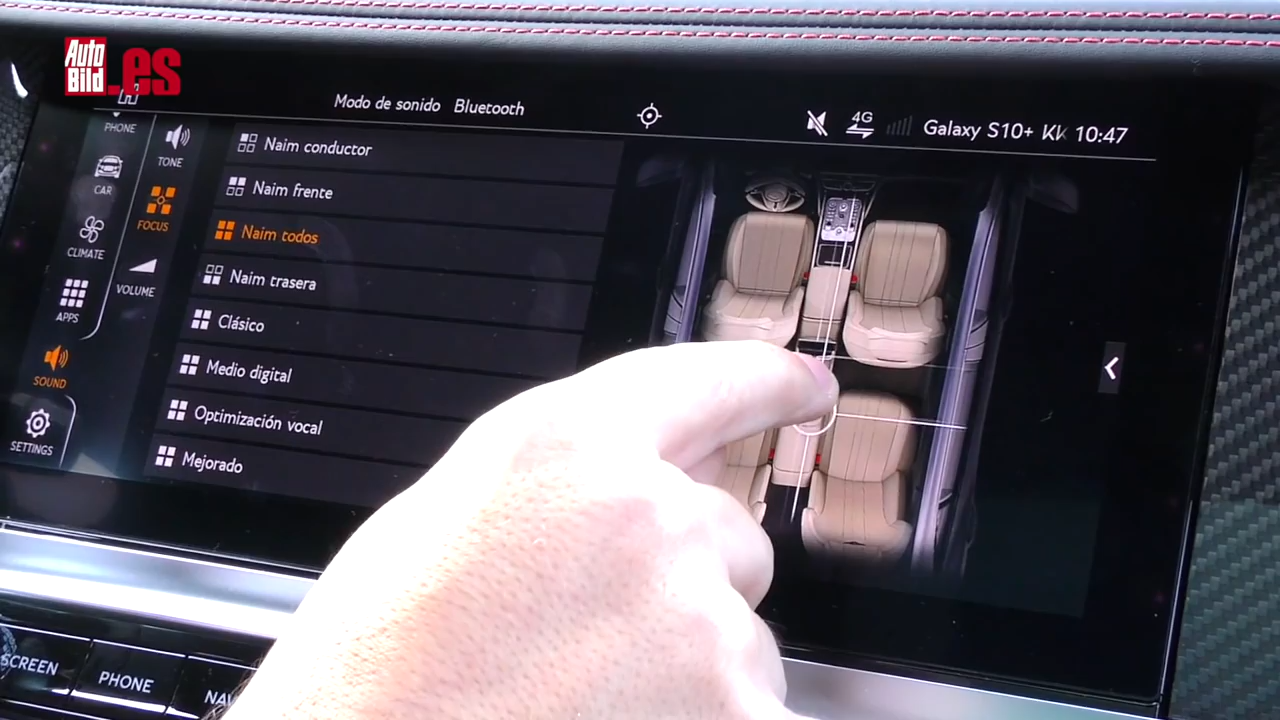 Auto
Bild
.es
Modo de sonido Bluetooth
4G
Galaxy S10+ KK 10:47
PHONE
CAR
CLIMATE
APPS
SOUND
SETTINGS
TONE
FOCUS
VOLUME
Naim conductor
Naim frente
Naim todos
Naim trasera
Clásico
Medio digital
Optimización vocal
Mejorado
SCREEN
PHONE
NAV